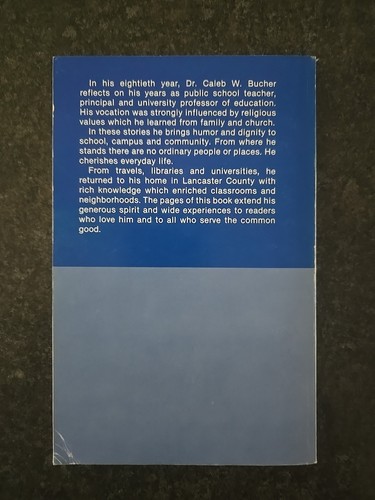 In his eightieth year, Dr. Caleb W. Bucher
reflects on his years as public school teacher,
principal and university professor of education.
His vocation was strongly influenced by religious
values which he learned from family and church.
In these stories he brings humor and dignity to
school, campus and community. From where he
stands there are no ordinary people or places. He
cherishes everyday life.
From travels, libraries and universities, he
returned to his home in Lancaster County with
rich knowledge which enriched classrooms and
neighborhoods. The pages of this book extend his
generous spirit and wide experiences to readers
who love him and to all who serve the common
good.